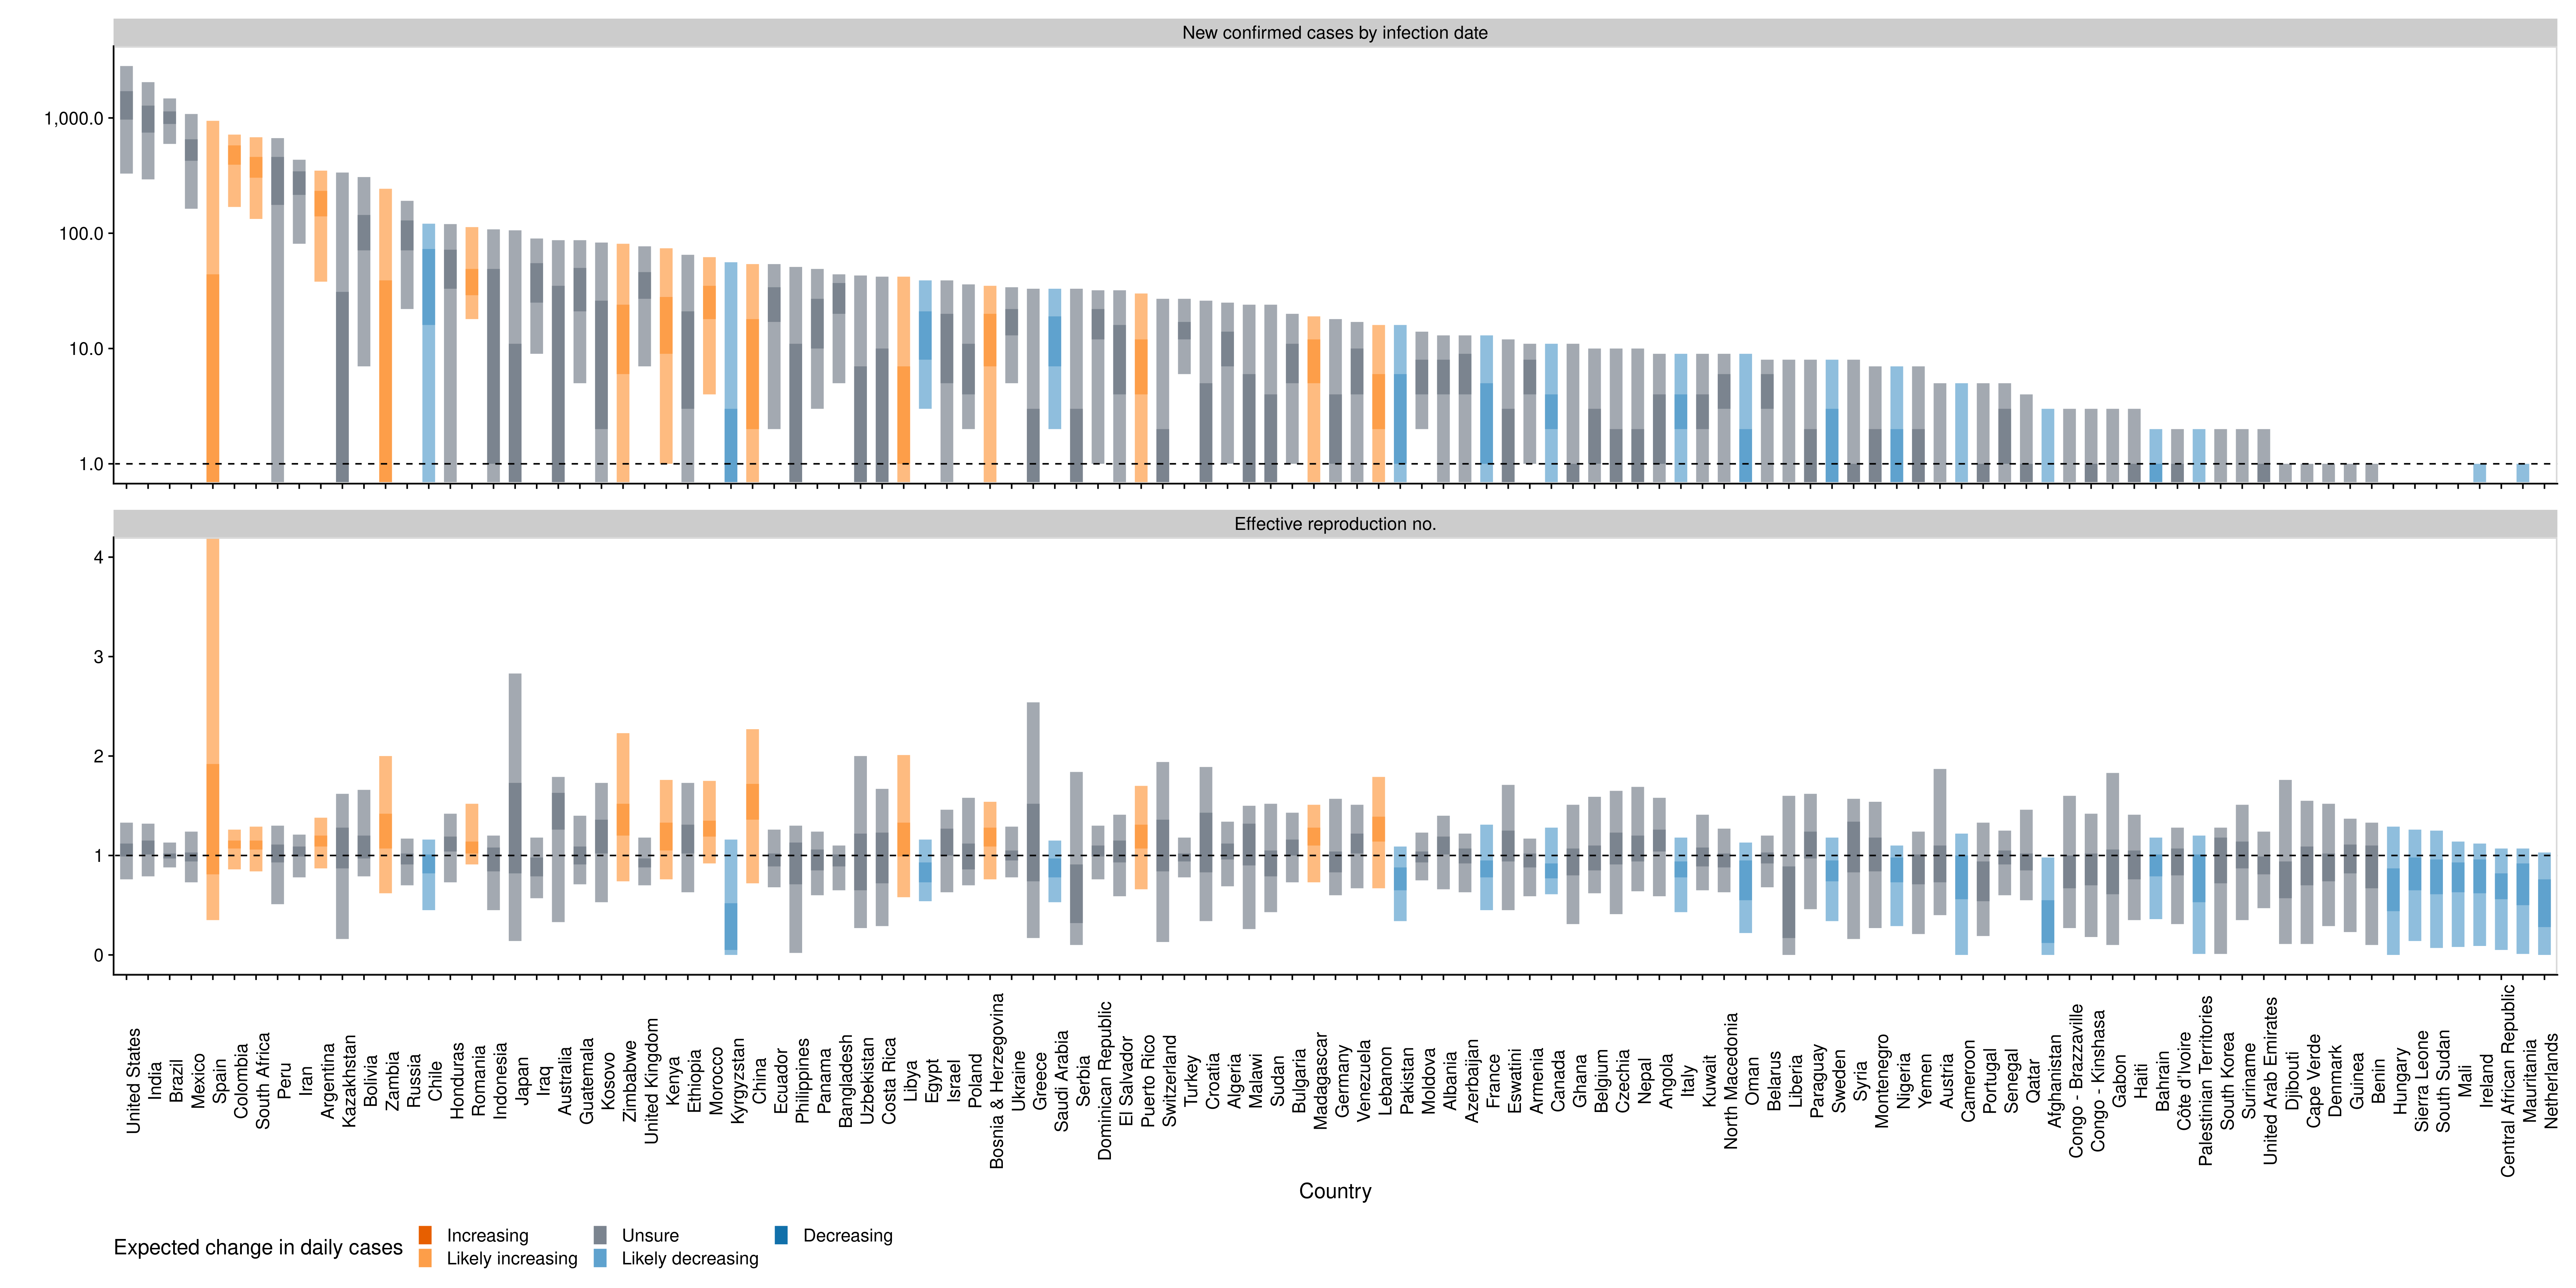 New confirmed cases by infection date
1,000.0
100.0
10.0
1.0
Effective reproduction no.
4
3
2
1
0
United States
India
Brazil
Mexico
Spain
Colombia
South Africa
Peru
Iran
Argentina
Kazakhstan
Bolivia
Zambia
Russia
Chile
Honduras
Romania
Indonesia
Japan
Iraq
Australia
Guatemala
Kosovo
Zimbabwe
United Kingdom
Kenya
Ethiopia
Morocco
Kyrgyzstan
China
Ecuador
Philippines
Panama
Bangladesh
Uzbekistan
Costa Rica
Libya
Egypt
Israel
Poland
Bosnia & Herzegovina
Ukraine
Greece
Saudi Arabia
Serbia
Dominican Republic
El Salvador
Puerto Rico
Switzerland
Turkey
Croatia
Algeria
Malawi
Sudan
Bulgaria
Madagascar
Germany
Venezuela
Lebanon
Pakistan
Moldova
Albania
Azerbaijan
France
Eswatini
Armenia
Canada
Ghana
Belgium
Czechia
Nepal
Angola
Italy
Kuwait
North Macedonia
Oman
Belarus
Liberia
Paraguay
Sweden
Syria
Montenegro
Nigeria
Yemen
Austria
Cameroon
Portugal
Senegal
Qatar
Afghanistan
Congo - Brazzaville
Congo - Kinshasa
Gabon
Haiti
Bahrain
Côte d'Ivoire
Palestinian Territories
South Korea
Suriname
United Arab Emirates
Djibouti
Cape Verde
Denmark
Guinea
Benin
Hungary
Sierra Leone
South Sudan
Mali
Ireland
Central African Republic
Mauritania
Netherlands
Country
Expected change in daily cases
Increasing
Likely increasing
Unsure
Likely decreasing
Decreasing